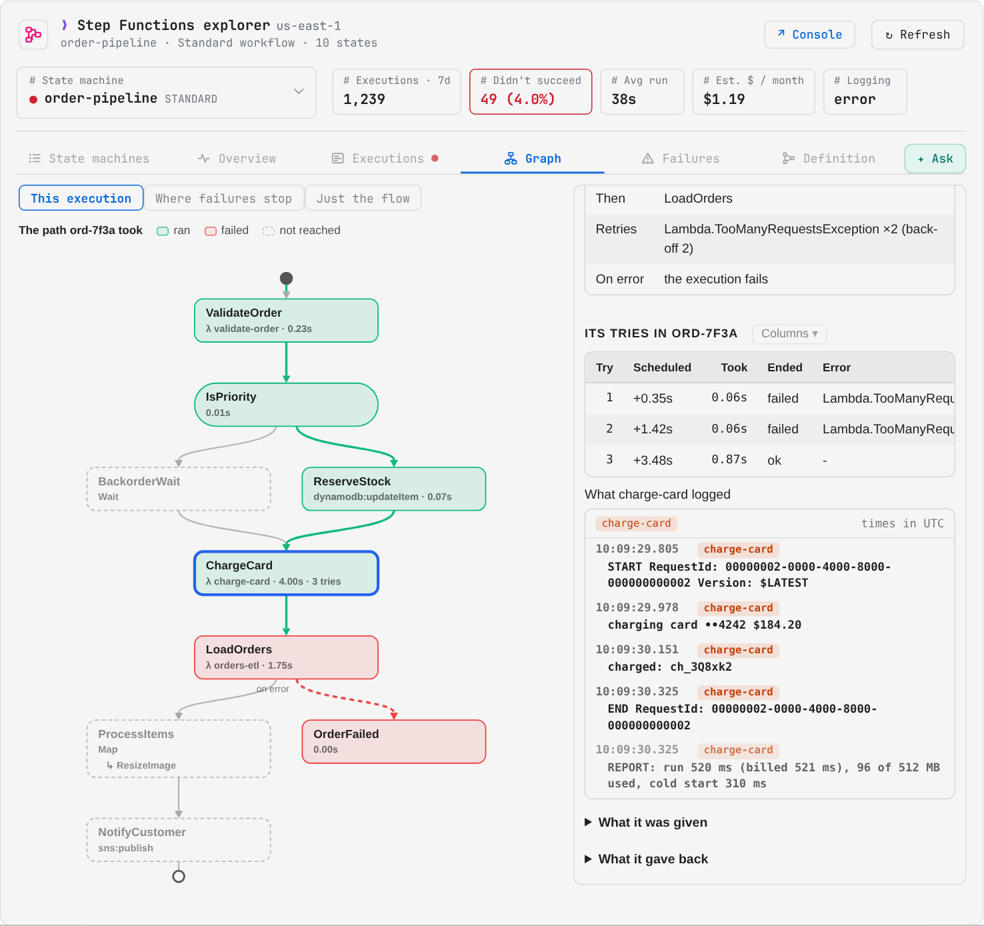 Step Functions explorer us-east-1
order-pipeline · Standard workflow · 10 states
↗ Console
↻ Refresh
# State machine
order-pipeline STANDARD
# Executions · 7d
1,239
# Didn't succeed
49 (4.0%)
# Avg run
38s
# Est. $ / month
$1.19
# Logging
error
State machines
Overview
Executions
Graph
Failures
Definition
✦ Ask
This execution
Where failures stop
Just the flow
The path ord-7f3a took
ran
failed
not reached
ValidateOrder
λ validate-order · 0.23s
IsPriority
0.01s
BackorderWait
Wait
ReserveStock
dynamodb:updateItem · 0.07s
ChargeCard
λ charge-card · 4.00s · 3 tries
LoadOrders
λ orders-etl · 1.75s
on error
ProcessItems
Map
↳ ResizeImage
OrderFailed
0.00s
NotifyCustomer
sns:publish
Then LoadOrders
Retries Lambda.TooManyRequestsException ×2 (back-
off 2)
On error the execution fails
ITS TRIES IN ORD-7F3A
Columns ▾
Try Scheduled Took Ended Error
1 +0.35s 0.06s failed Lambda.TooManyRequ
2 +1.42s 0.06s failed Lambda.TooManyRequ
3 +3.48s 0.87s ok -
What charge-card logged
charge-card times in UTC
10:09:29.805 charge-card
START RequestId: 00000002-0000-4000-8000-
000000000002 Version: $LATEST
10:09:29.978 charge-card
charging card ••4242 $184.20
10:09:30.151 charge-card
charged: ch_3Q8xk2
10:09:30.325 charge-card
END RequestId: 00000002-0000-4000-8000-
000000000002
10:09:30.325 charge-card
REPORT: run 520 ms (billed 521 ms), 96 of 512 MB
used, cold start 310 ms
▶ What it was given
▶ What it gave back